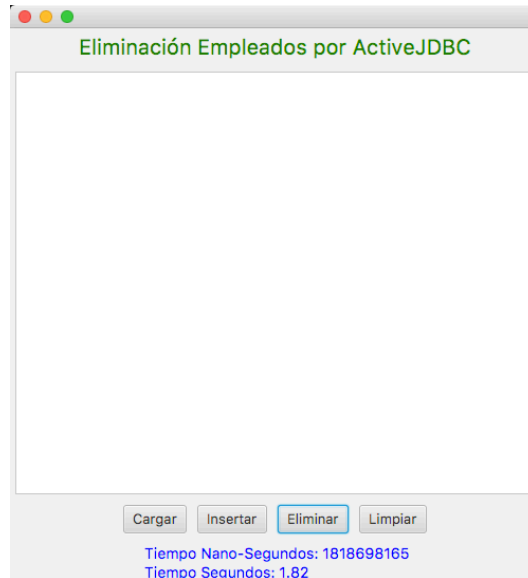 Eliminación Empleados por ActiveJDBC
Cargar Insertar Eliminar Limpiar
Tiempo Nano-Segundos: 1818698165
Tiempo Segundos: 1.82